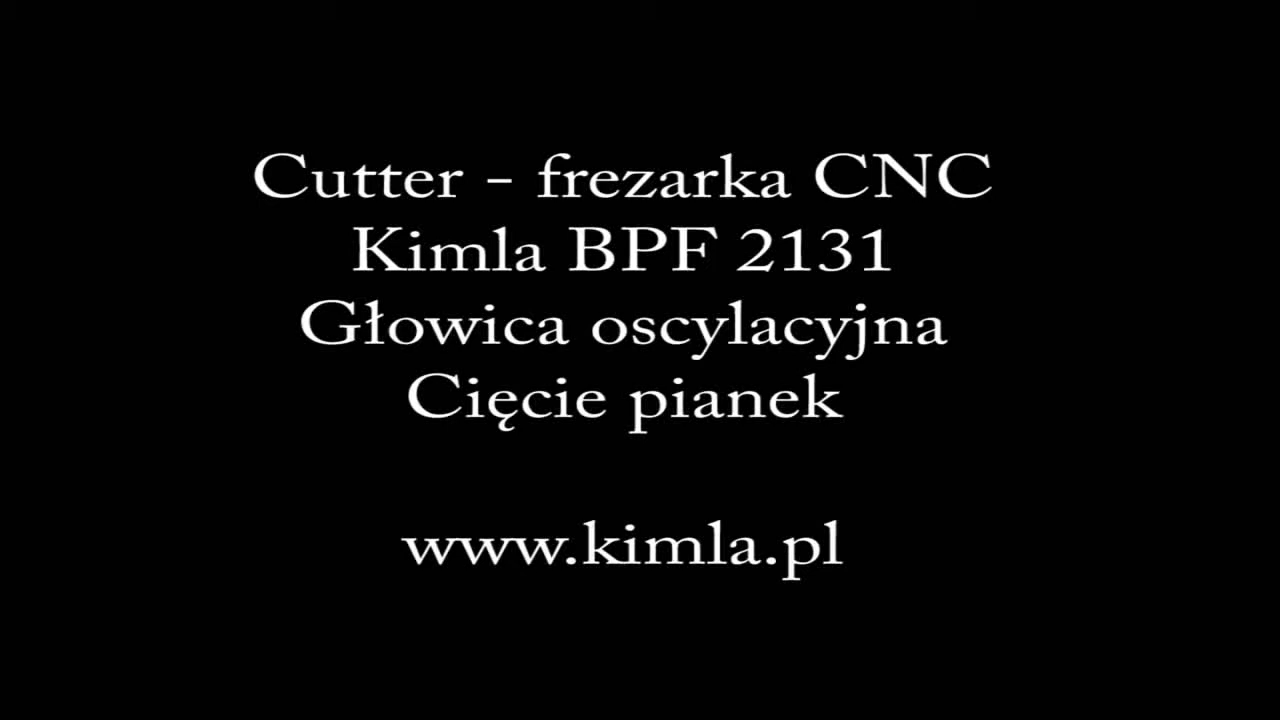 Cutter - frezarka CNC
Kimla BPF 2131
Głowica oscylacyjna
Cięcie pianek
www.kimla.pl